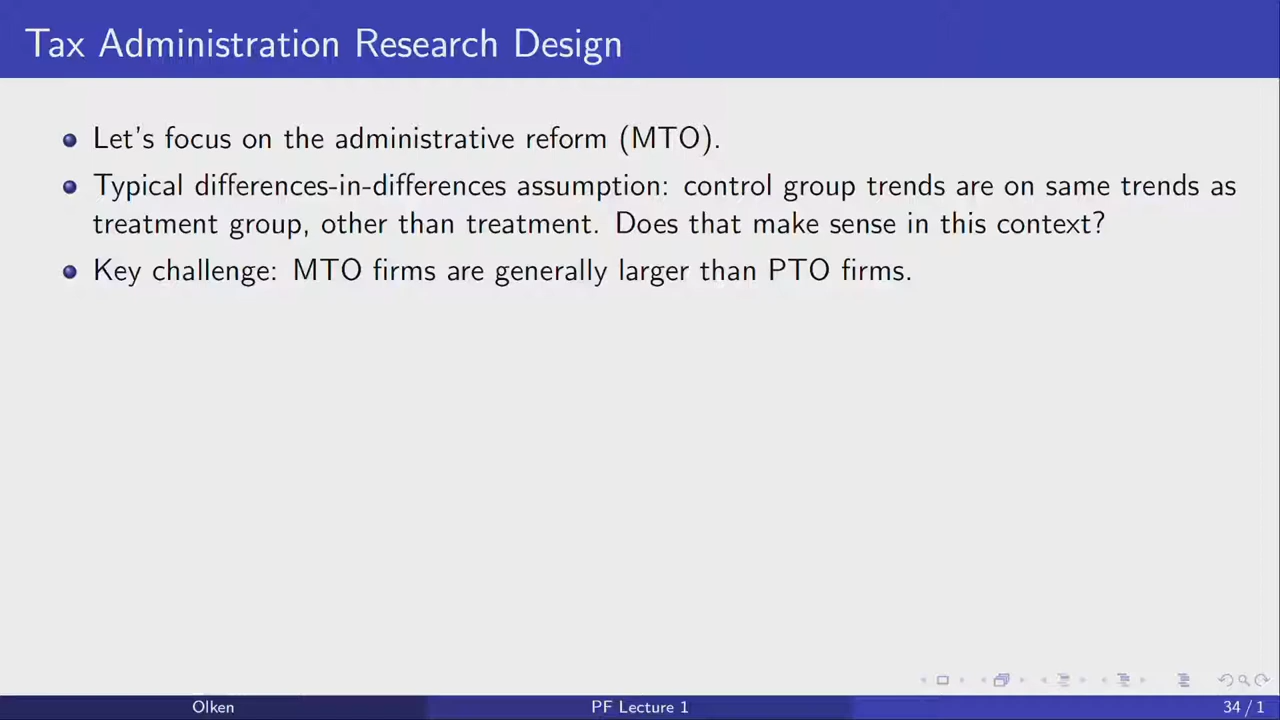 Tax Administration Research Design
Let's focus on the administrative reform (MTO).
Typical differences-in-differences assumption: control group trends are on same trends as
treatment group, other than treatment. Does that make sense in this context?
Key challenge: MTO firms are generally larger than PTO firms.
Olken
PF Lecture 1
34 / 1